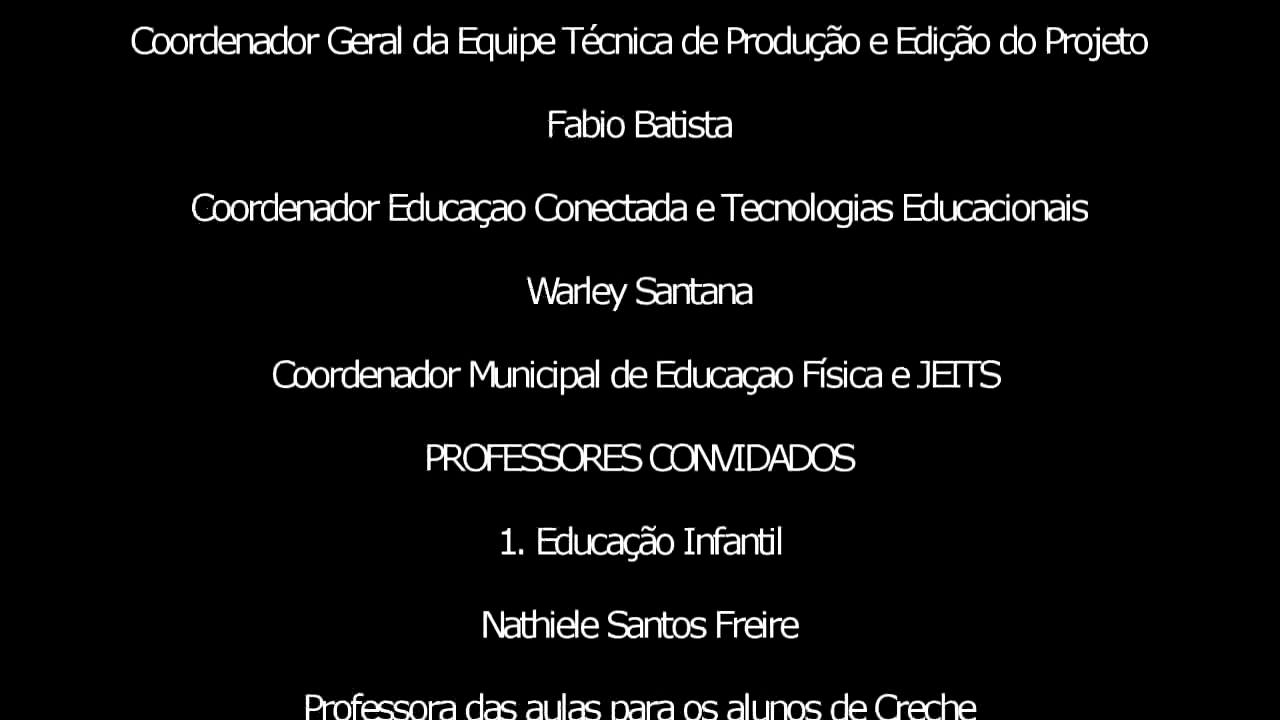 Coordenador Geral da Equipe Técnica de Produção e Edição do Projeto
Fabio Batista
Coordenador Educaçao Conectada e Tecnologias Educacionais
Warley Santana
Coordenador Municipal de Educaçao Física e JEITS
PROFESSORES CONVIDADOS
1. Educação Infantil
Nathiele Santos Freire
Professora das aulas para os alunos de Creche